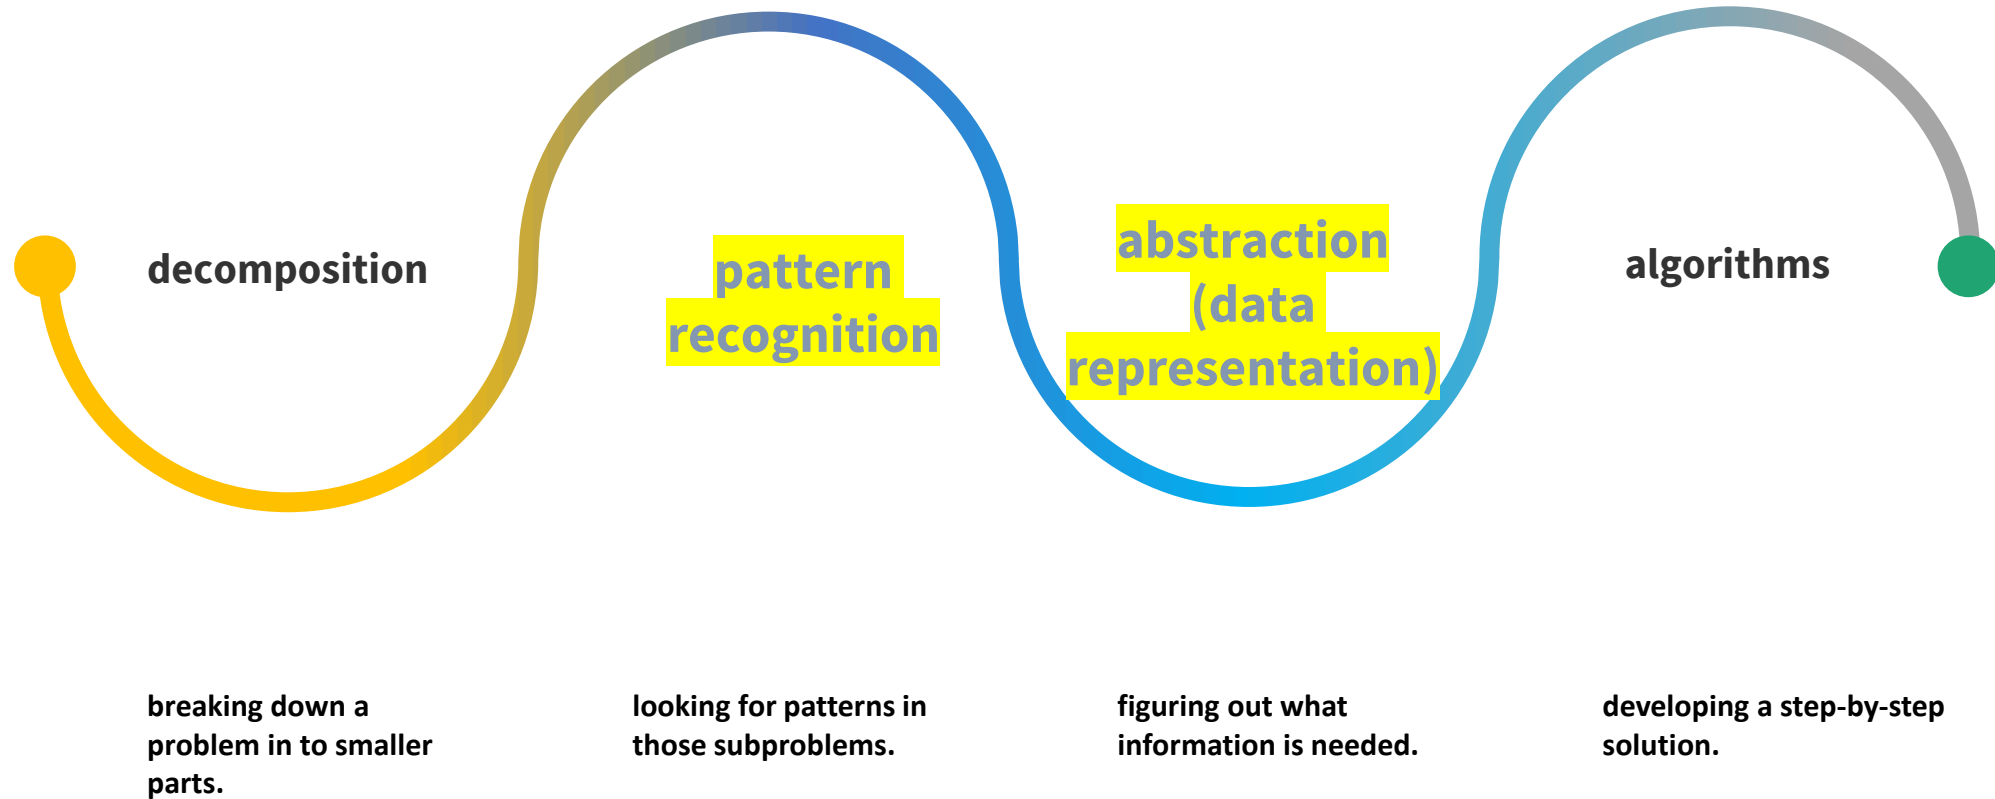 decomposition
pattern
recognition
abstraction
(data
representation)
algorithms
breaking down a
problem in to smaller
parts.
looking for patterns in
those subproblems.
figuring out what
information is needed.
developing a step-by-step
solution.